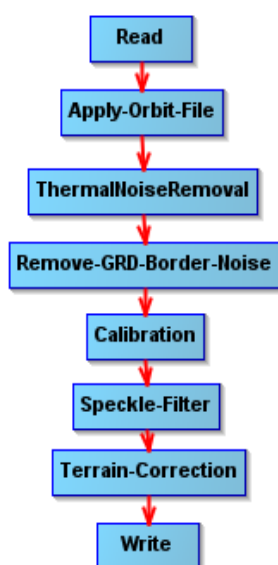 Read
Apply-Orbit-File
ThermalNoiseRemoval
Remove-GRD-Border-Noise
Calibration
Speckle-Filter
Terrain-Correction
Write